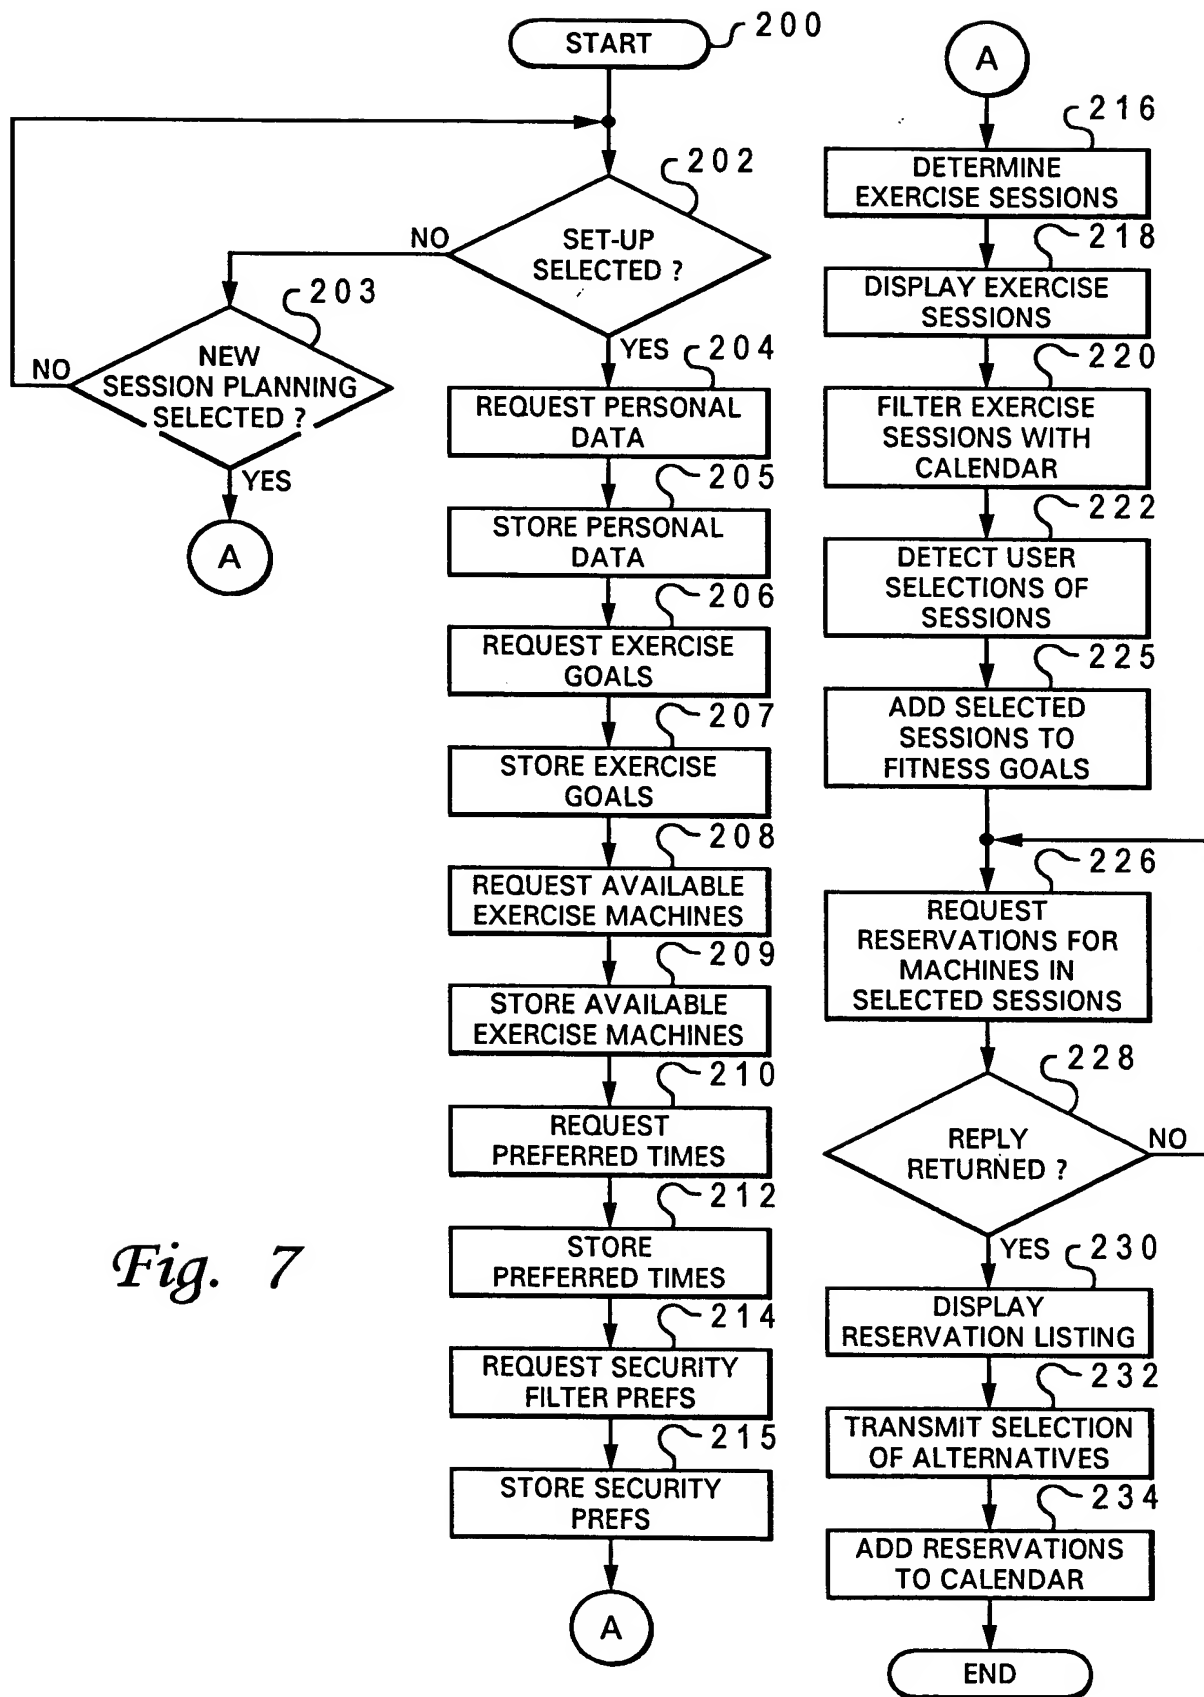 START
200
202
SET-UP
SELECTED ?
NO
YES
203
NEW
SESSION PLANNING
SELECTED ?
NO
YES
A
204
REQUEST PERSONAL
DATA
205
STORE PERSONAL
DATA
206
REQUEST EXERCISE
GOALS
207
STORE EXERCISE
GOALS
208
REQUEST AVAILABLE
EXERCISE MACHINES
209
STORE AVAILABLE
EXERCISE MACHINES
210
REQUEST
PREFERRED TIMES
212
STORE
PREFERRED TIMES
214
REQUEST SECURITY
FILTER PREFS
215
STORE SECURITY
PREFS
A
Fig. 7
A
216
DETERMINE
EXERCISE SESSIONS
218
DISPLAY EXERCISE
SESSIONS
220
FILTER EXERCISE
SESSIONS WITH
CALENDAR
222
DETECT USER
SELECTIONS OF
SESSIONS
225
ADD SELECTED
SESSIONS TO
FITNESS GOALS
226
REQUEST
RESERVATIONS FOR
MACHINES IN
SELECTED SESSIONS
228
REPLY
RETURNED ?
NO
YES
230
DISPLAY
RESERVATION LISTING
232
TRANSMIT SELECTION
OF ALTERNATIVES
234
ADD RESERVATIONS
TO CALENDAR
END